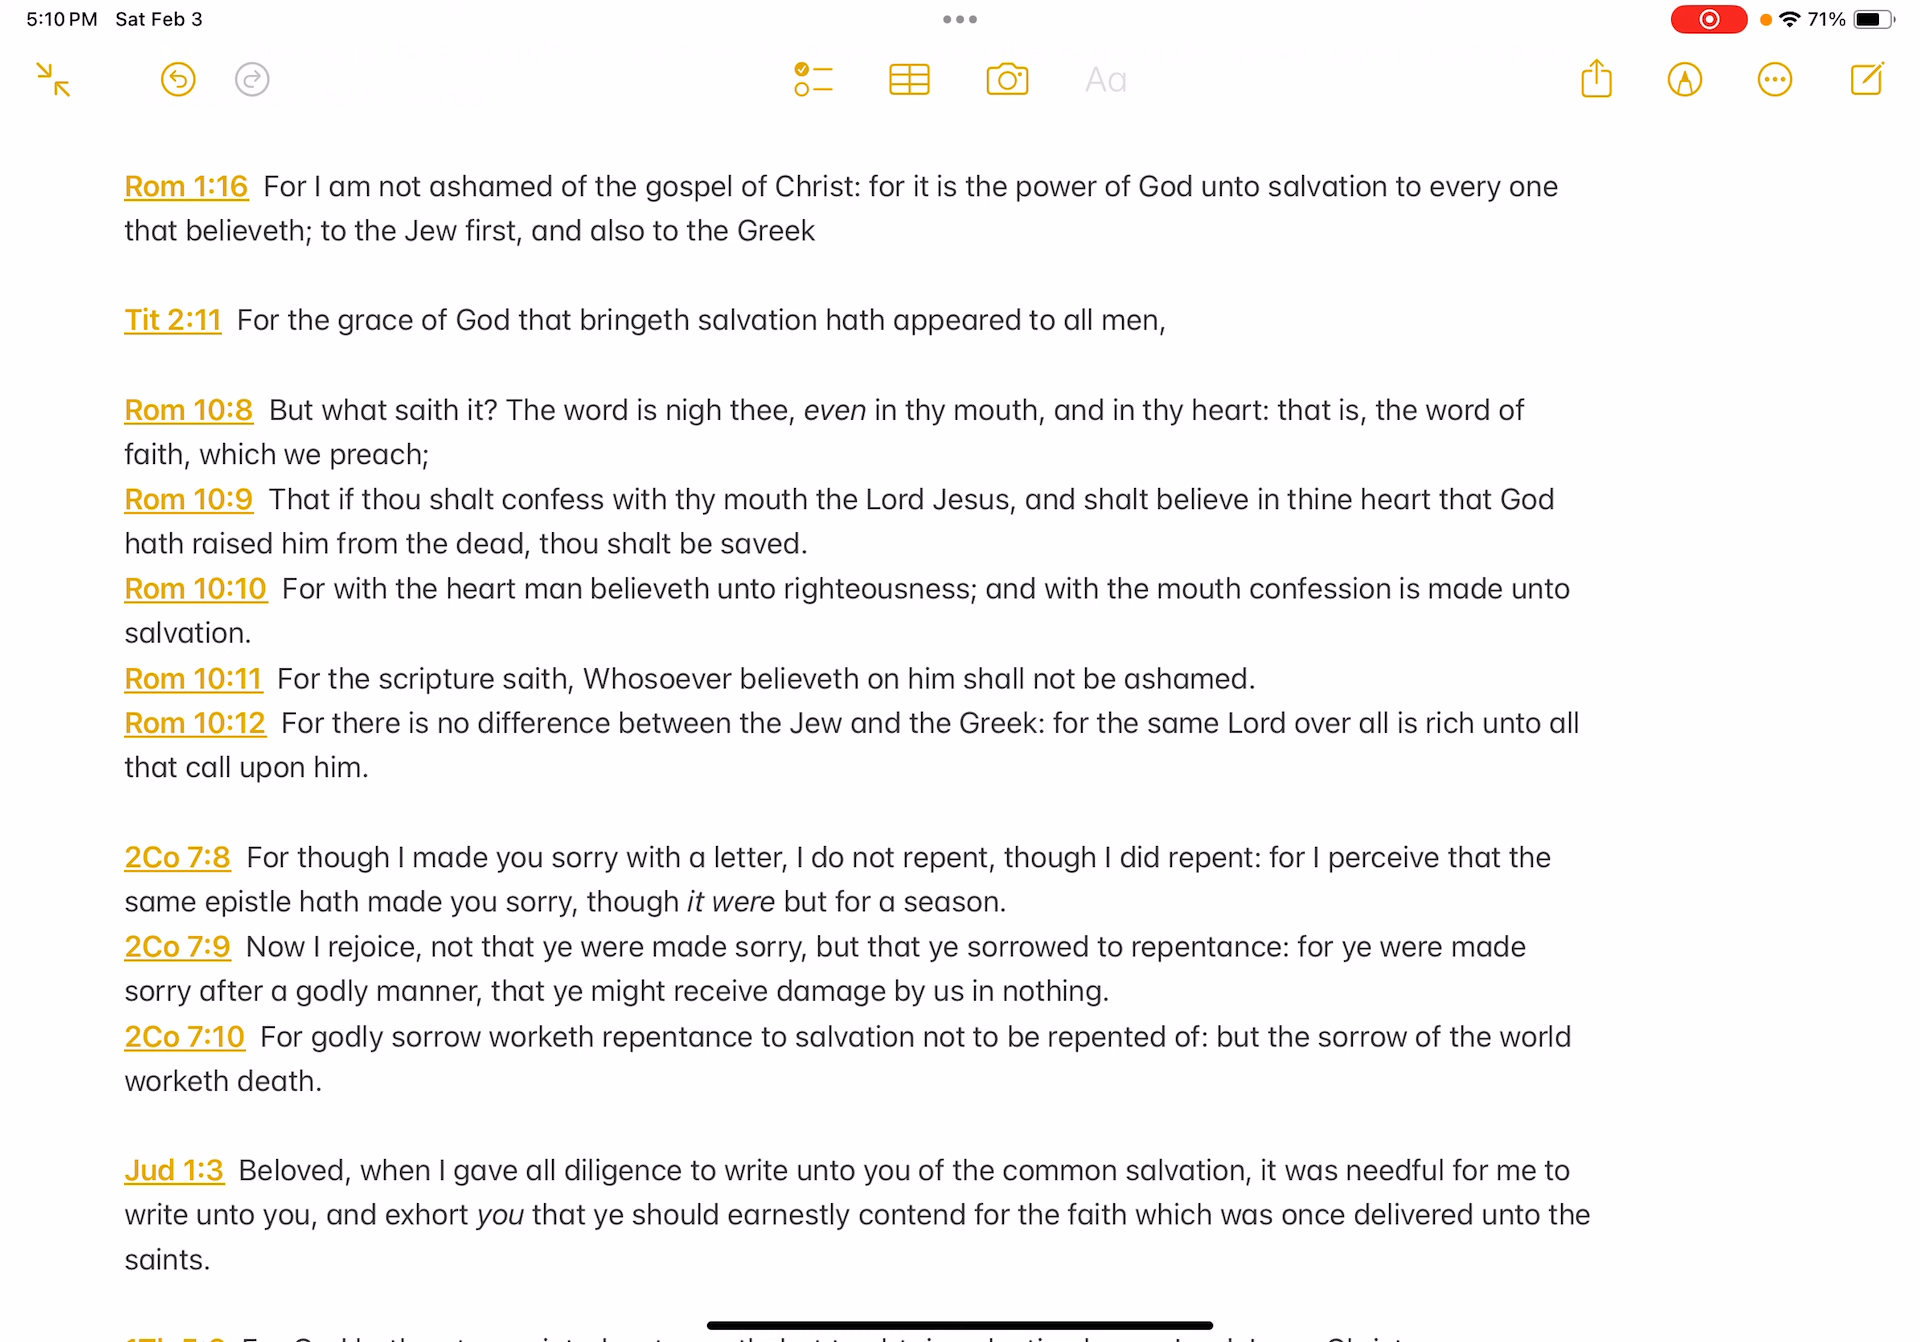 5:10 PM Sat Feb 3
71%
Aa
Rom 1:16 For I am not ashamed of the gospel of Christ: for it is the power of God unto salvation to every one
that believeth; to the Jew first, and also to the Greek
Tit 2:11 For the grace of God that bringeth salvation hath appeared to all men,
Rom 10:8 But what saith it? The word is nigh thee, even in thy mouth, and in thy heart: that is, the word of
faith, which we preach;
Rom 10:9 That if thou shalt confess with thy mouth the Lord Jesus, and shalt believe in thine heart that God
hath raised him from the dead, thou shalt be saved.
Rom 10:10 For with the heart man believeth unto righteousness; and with the mouth confession is made unto
salvation.
Rom 10:11 For the scripture saith, Whosoever believeth on him shall not be ashamed.
Rom 10:12 For there is no difference between the Jew and the Greek: for the same Lord over all is rich unto all
that call upon him.
2Co 7:8 For though I made you sorry with a letter, I do not repent, though I did repent: for I perceive that the
same epistle hath made you sorry, though it were but for a season.
2Co 7:9 Now I rejoice, not that ye were made sorry, but that ye sorrowed to repentance: for ye were made
sorry after a godly manner, that ye might receive damage by us in nothing.
2Co 7:10 For godly sorrow worketh repentance to salvation not to be repented of: but the sorrow of the world
worketh death.
Jud 1:3 Beloved, when I gave all diligence to write unto you of the common salvation, it was needful for me to
write unto you, and exhort you that ye should earnestly contend for the faith which was once delivered unto the
saints.